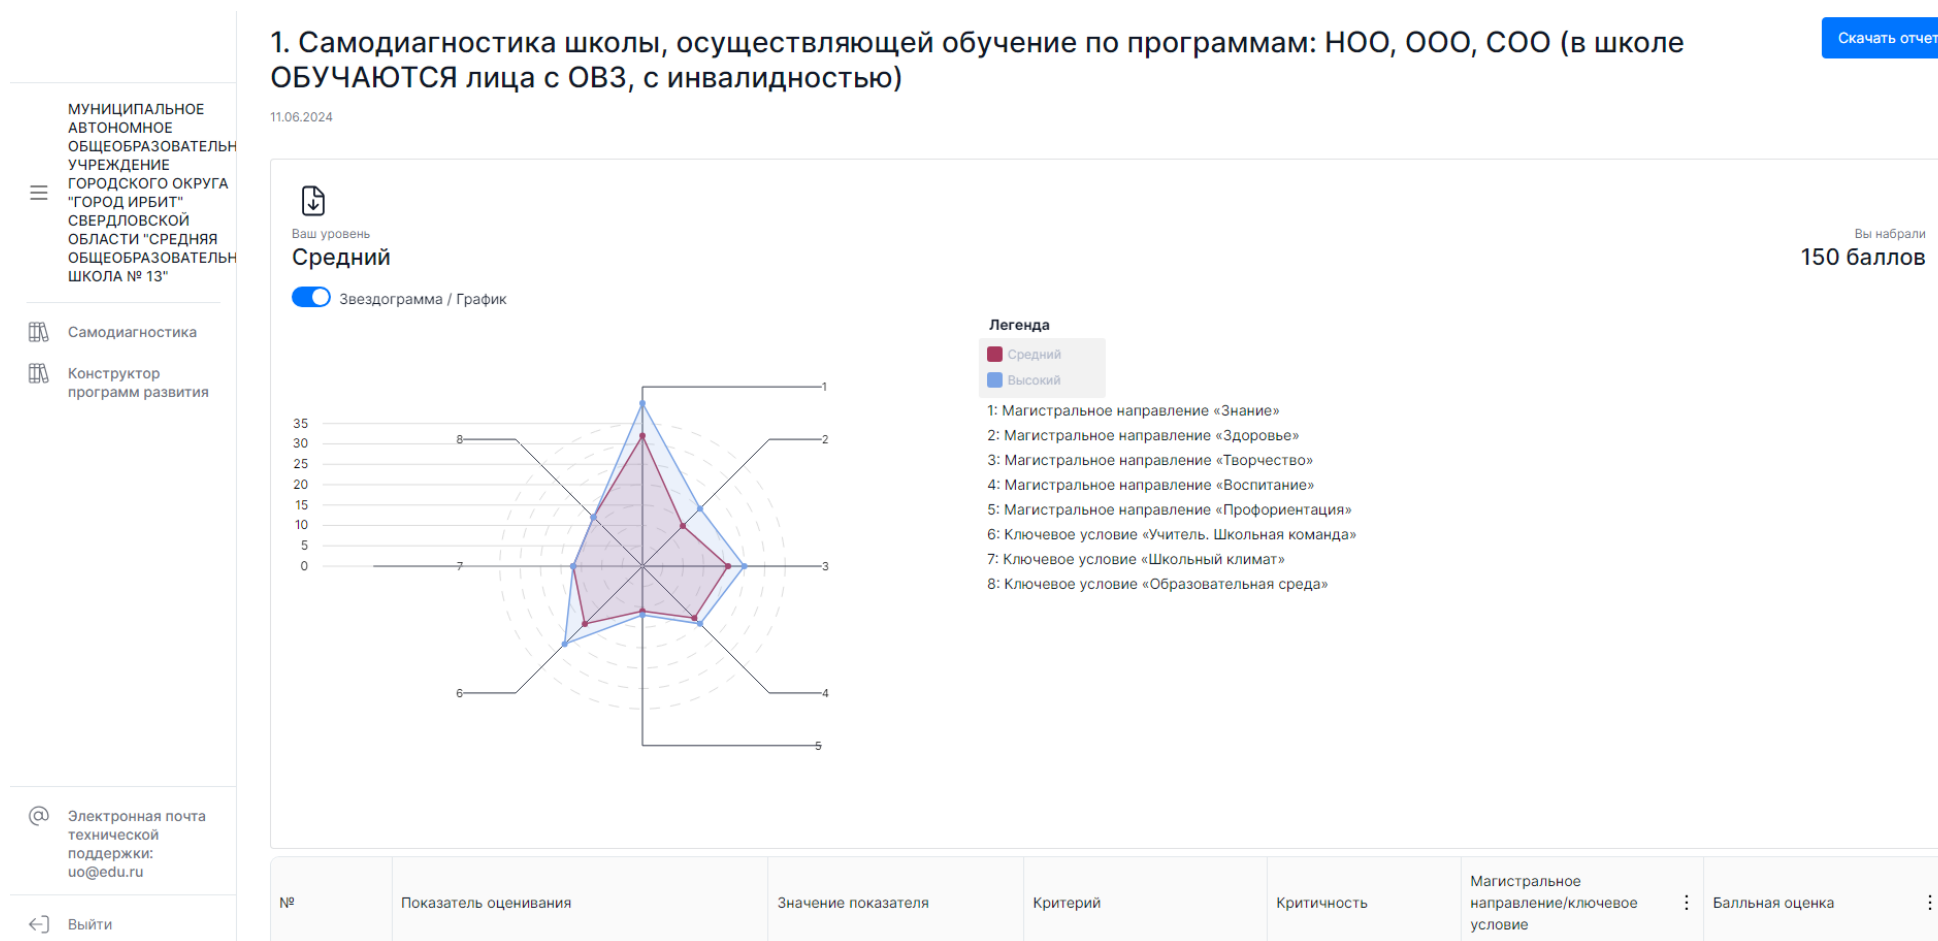 1. Самодиагностика школы, осуществляющей обучение по программам: НОО, ООО, СОО (в школе
ОБУЧАЮТСЯ лица с ОВЗ, с инвалидностью)
Скачать отчет
11.06.2024
МУНИЦИПАЛЬНОЕ
АВТОНОМНОЕ
ОБЩЕОБРАЗОВАТЕЛЬН
УЧРЕЖДЕНИЕ
ГОРОДСКОГО ОКРУГА
"ГОРОД ИРБИТ"
СВЕРДЛОВСКОЙ
ОБЛАСТИ "СРЕДНЯЯ
ОБЩЕОБРАЗОВАТЕЛЬН
ШКОЛА № 13"
Самодиагностика
Конструктор
программ развития
Электронная почта
технической
поддержки:
uo@edu.ru
Выйти
Ваш уровень
Средний
Вы набрали
150 баллов
Звездограмма / График
35
30
25
20
15
10
5
0
1
2
3
4
5
6
7
8
Легенда
Средний
Высокий
1: Магистральное направление «Знание»
2: Магистральное направление «Здоровье»
3: Магистральное направление «Творчество»
4: Магистральное направление «Воспитание»
5: Магистральное направление «Профориентация»
6: Ключевое условие «Учитель. Школьная команда»
7: Ключевое условие «Школьный климат»
8: Ключевое условие «Образовательная среда»
№
Показатель оценивания
Значение показателя
Критерий
Критичность
Магистральное
направление/ключевое
условие
Балльная оценка